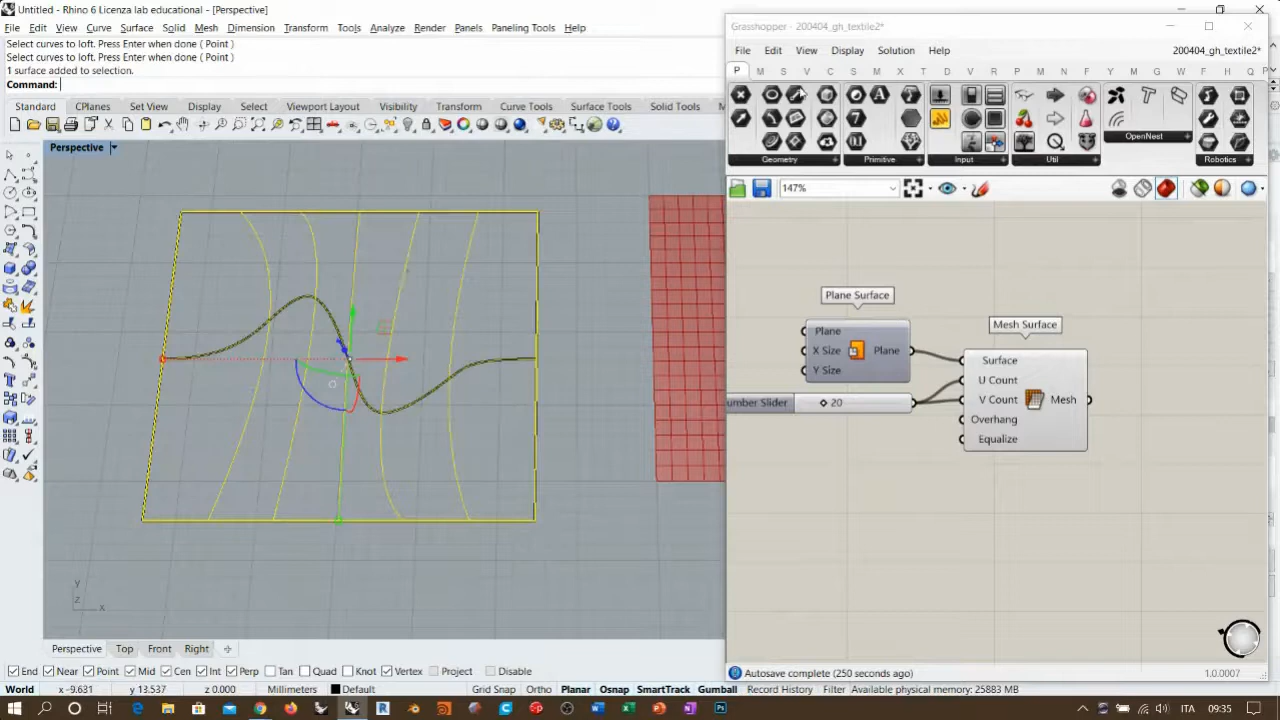 Untitled - Rhino 6 Licenza lab educational - [Perspective]
File Edit View Curve Surface Solid Mesh Dimension Transform Tools Analyze Render Panels Paneling Tools Help
Select curves to loft. Press Enter when done ( Point )
Select curves to loft. Press Enter when done ( Point )
1 surface added to selection.
Command:
Standard CPlanes Set View Display Select Viewport Layout Visibility Transform Curve Tools Surface Tools Solid Tools M
Perspective
Y
Z X
Perspective Top Front Right
End Near Point Mid Cen Int Perp Tan Quad Knot Vertex Project Disable
World x -9.631 y 13.537 z 0.000 Millimeters Default Grid Snap Ortho Planar Osnap SmartTrack Gumball Record History Filter Available physical memory: 25883 MB
Grasshopper - 200404_gh_textile2*
File Edit View Display Solution Help 200404_gh_textile2*
P M S V C S M X T D V R P M K L E Y M G W E Q P
Geometry Primitive Input Util OpenNest Robotics
147%
Plane Surface
Plane
X Size Plane
Y Size
umber Slider 20
Mesh Surface
Surface
U Count
V Count Mesh
Overhang
Equalize
Autosave complete (250 seconds ago) 1.0.0007
ITA 09:35